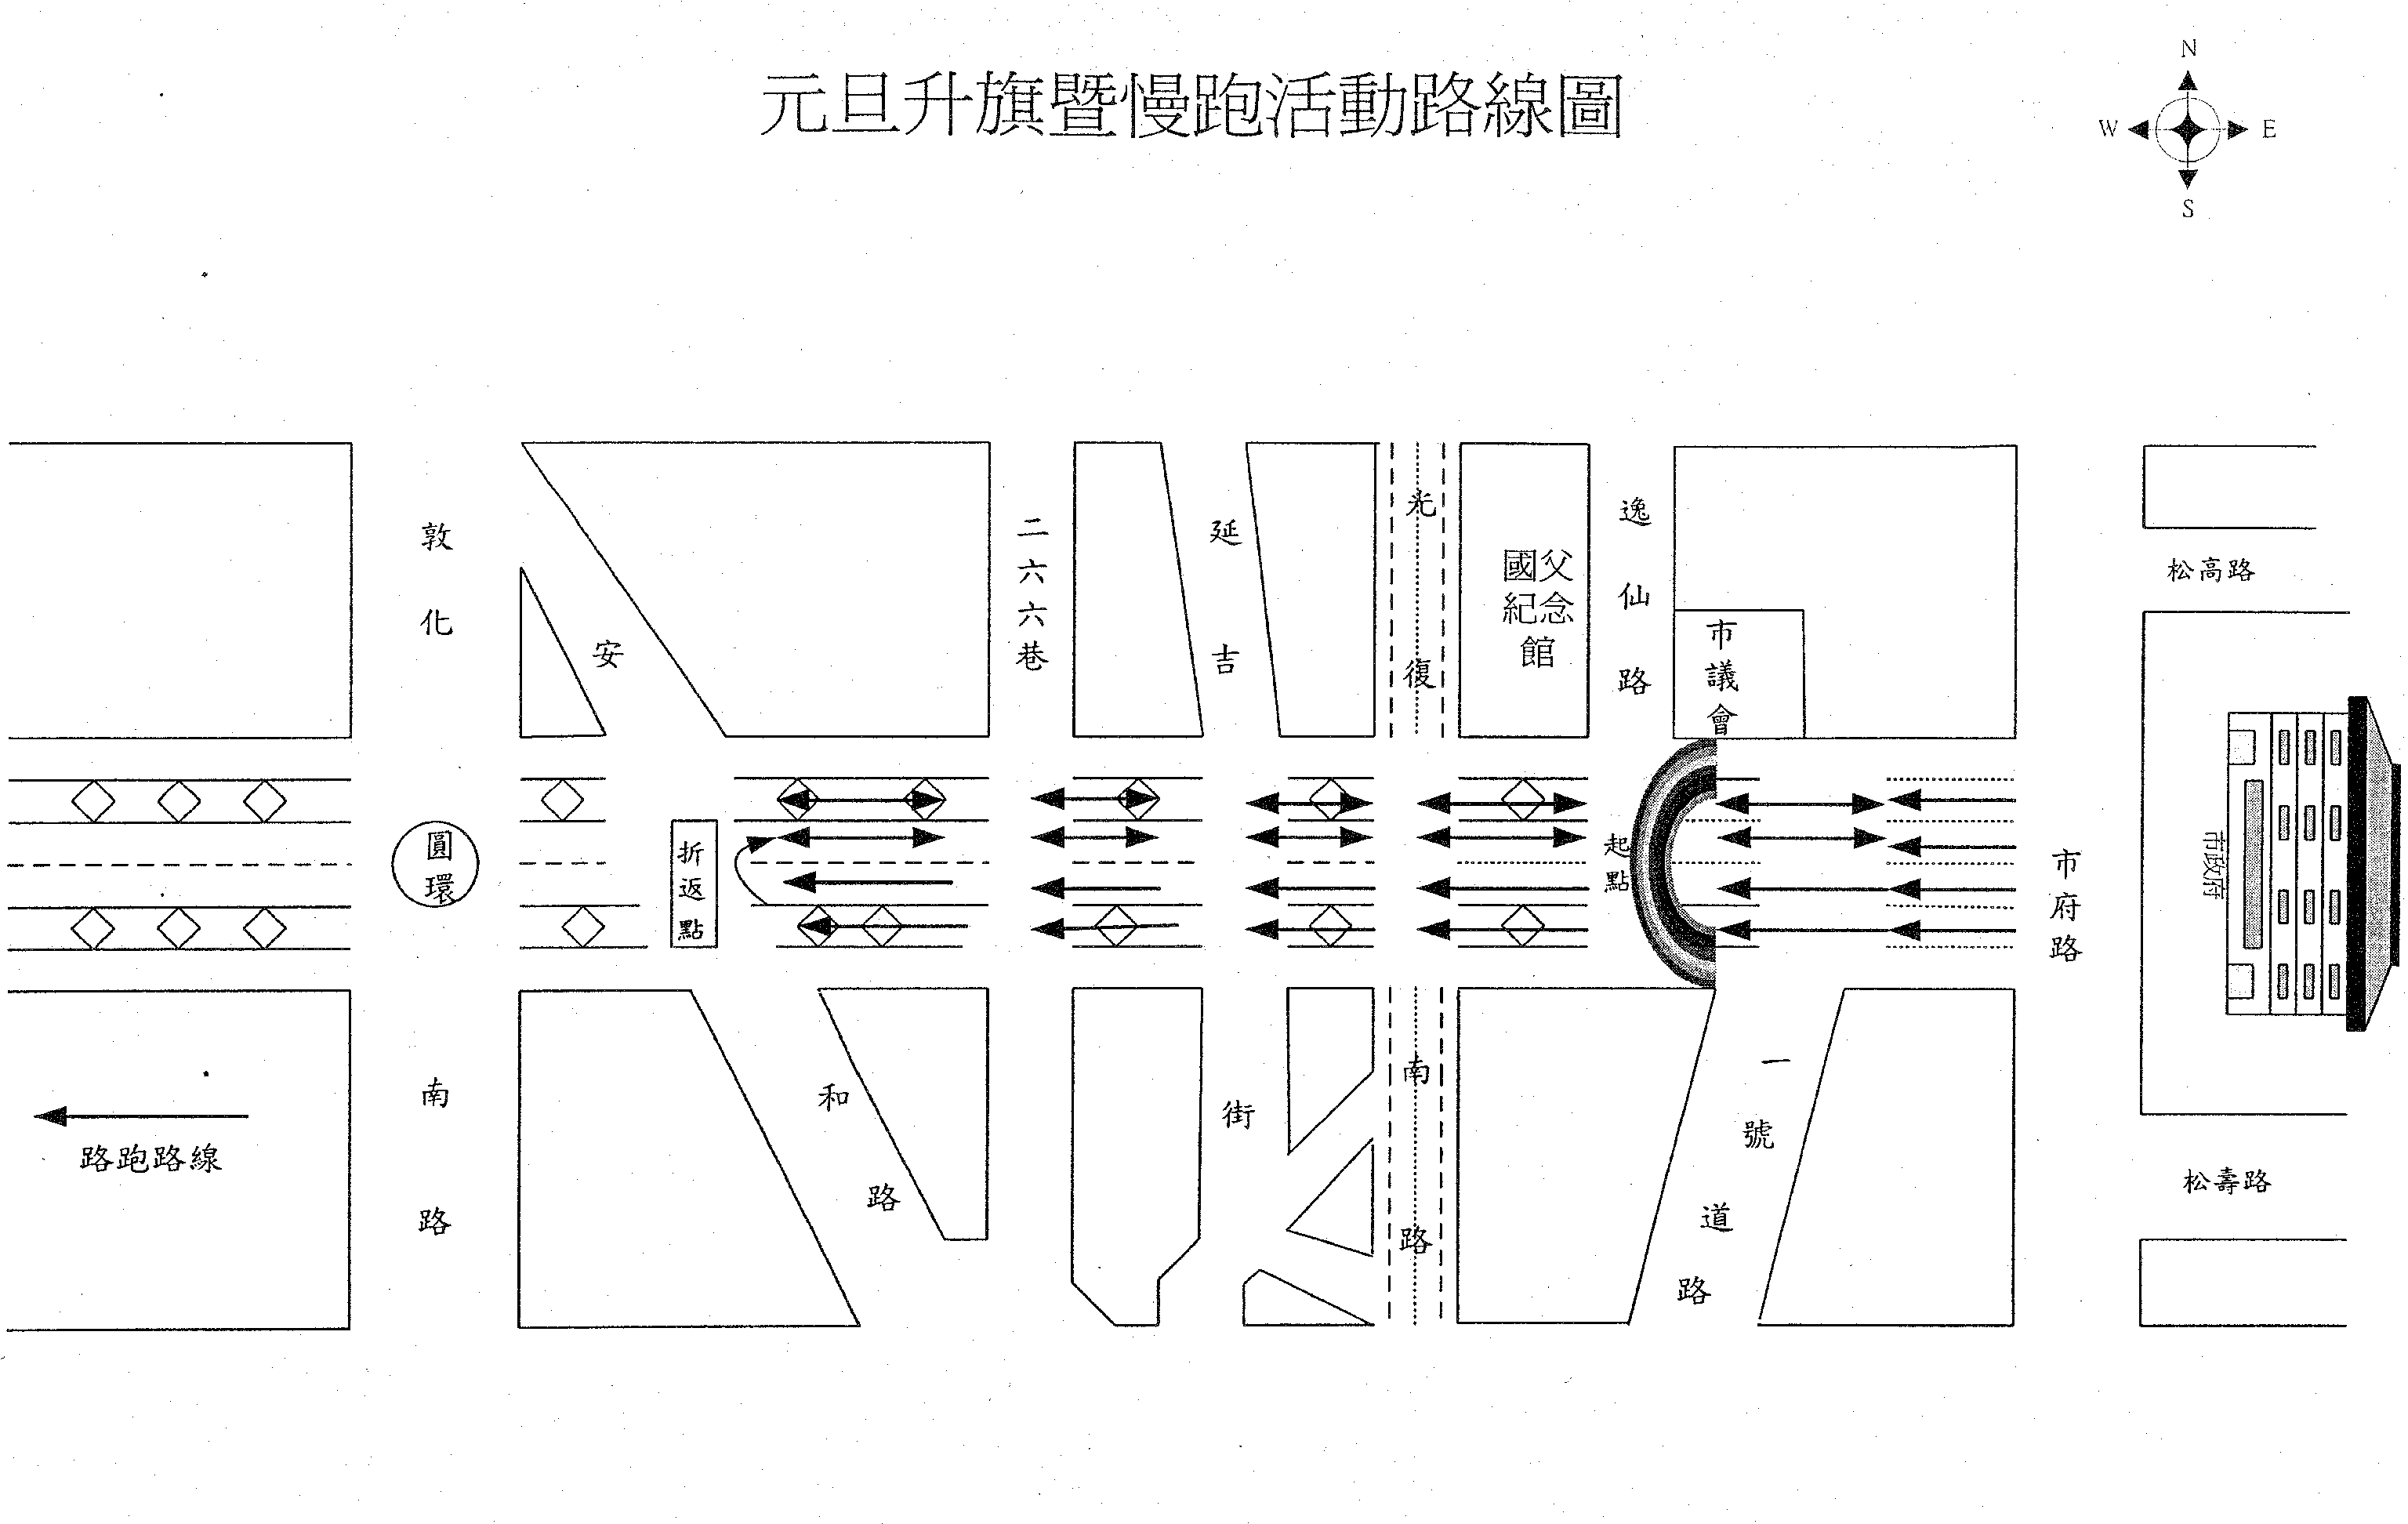 元旦升旗暨慢跑活動路線圖
N
W
E
S
敦化南路
安和路
二六六巷
延吉街
光復南路
國父
紀念
館
逸仙路
市議會
松高路
圓環
折返點
起點
市府路
市政府
一號道路
松壽路
路跑路線